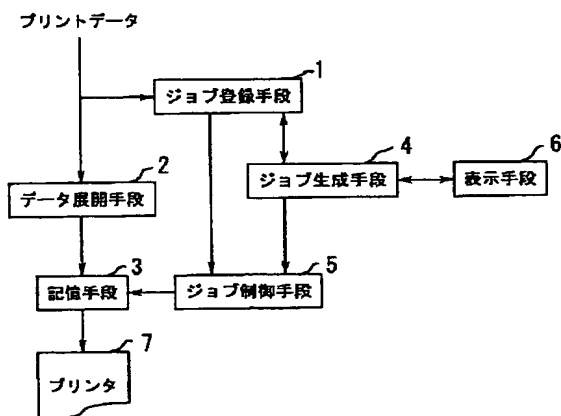 プリントデータ
1
ジョブ登録手段
4
ジョブ生成手段
6
表示手段
2
データ展開手段
3
記憶手段
5
ジョブ制御手段
7
プリンタ